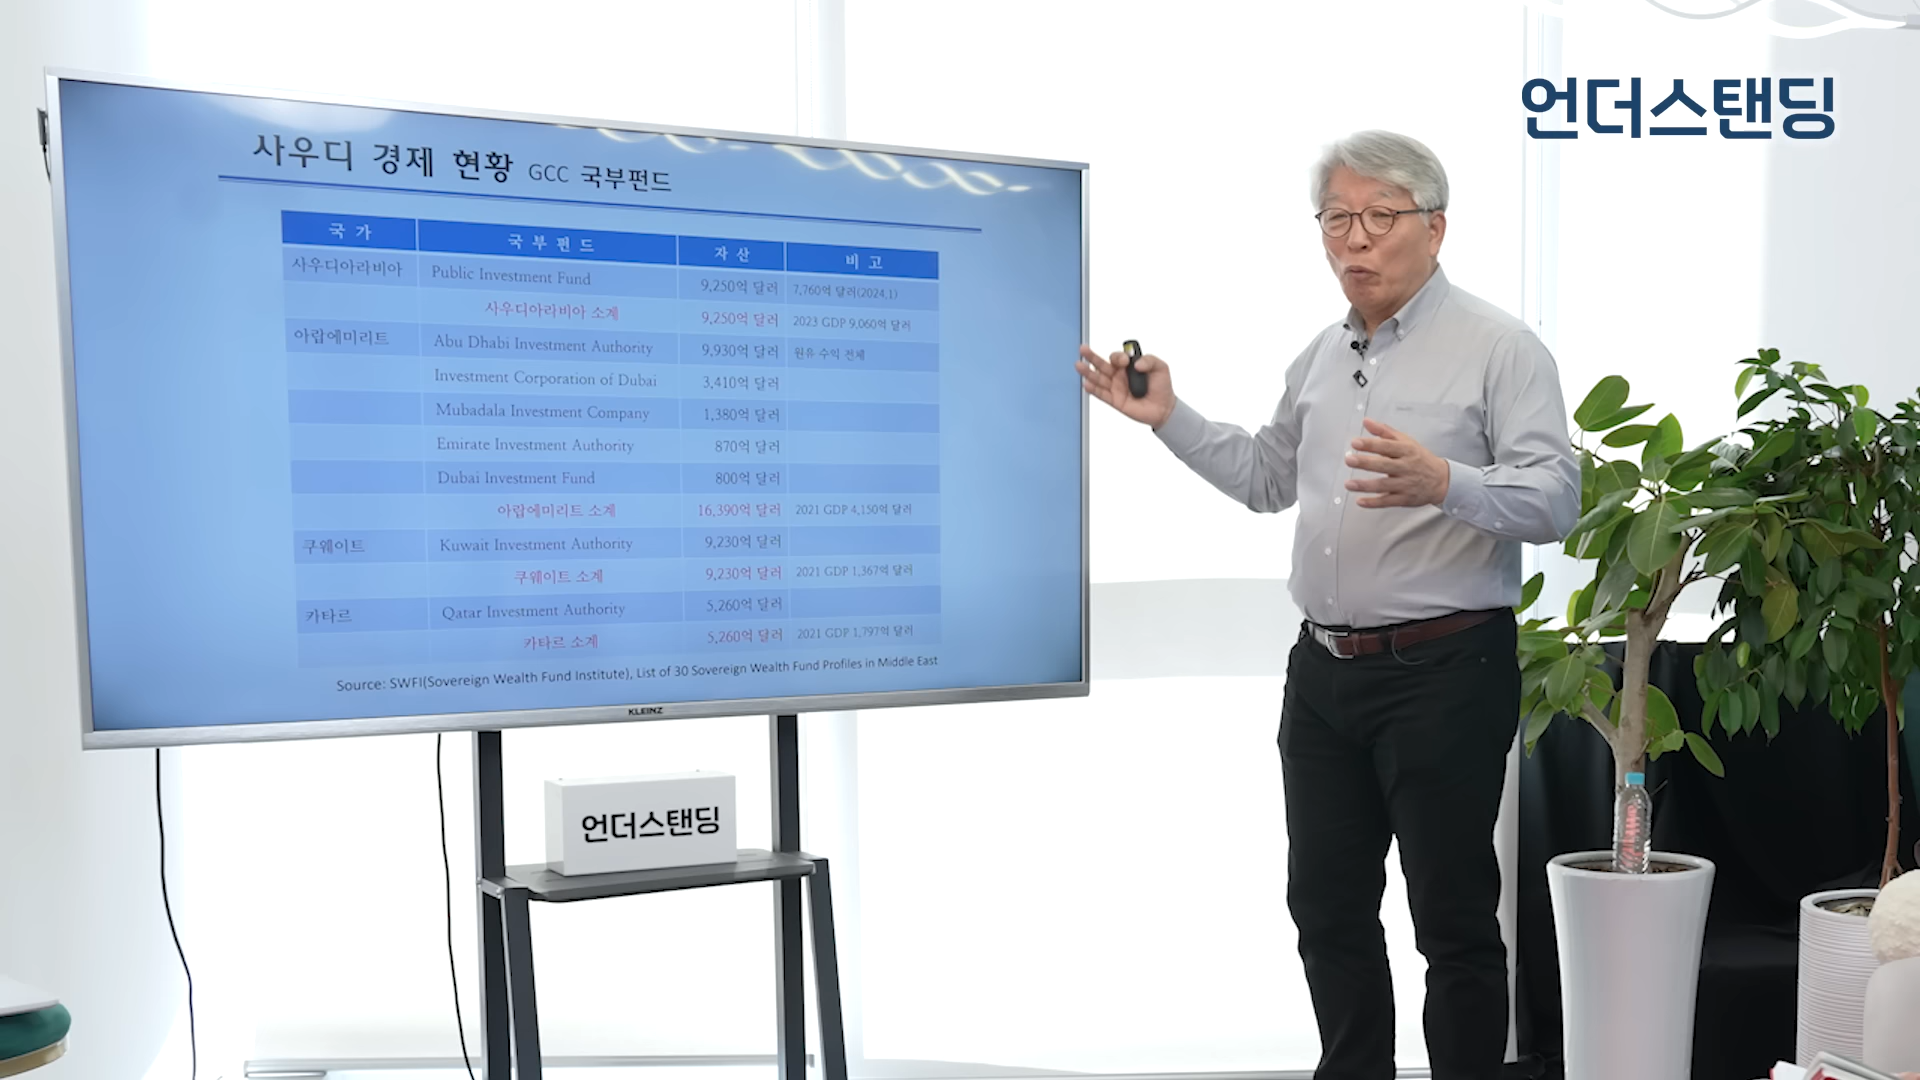 언더스탠딩
사우디 경제 현황 GCC 국부펀드
국 가 국 부 펀 드 자 산 비 고
사우디아라비아 Public Investment Fund 9,250억 달러 7,760억 달러(2024.1)
사우디아라비아 소계 9,250억 달러 2023 GDP 9,060억 달러
아랍에미리트 Abu Dhabi Investment Authority 9,930억 달러 원유 수익 전체
Investment Corporation of Dubai 3,410억 달러
Mubadala Investment Company 1,380억 달러
Emirate Investment Authority 870억 달러
Dubai Investment Fund 800억 달러
아랍에미리트 소계 16,390억 달러 2021 GDP 4,150억 달러
쿠웨이트 Kuwait Investment Authority 9,230억 달러
쿠웨이트 소계 9,230억 달러 2021 GDP 1,367억 달러
카타르 Qatar Investment Authority 5,260억 달러
카타르 소계 5,260억 달러 2021 GDP 1,797억 달러
Source: SWFI(Sovereign Wealth Fund Institute), List of 30 Sovereign Wealth Fund Profiles in Middle East
KLEINZ
언더스탠딩